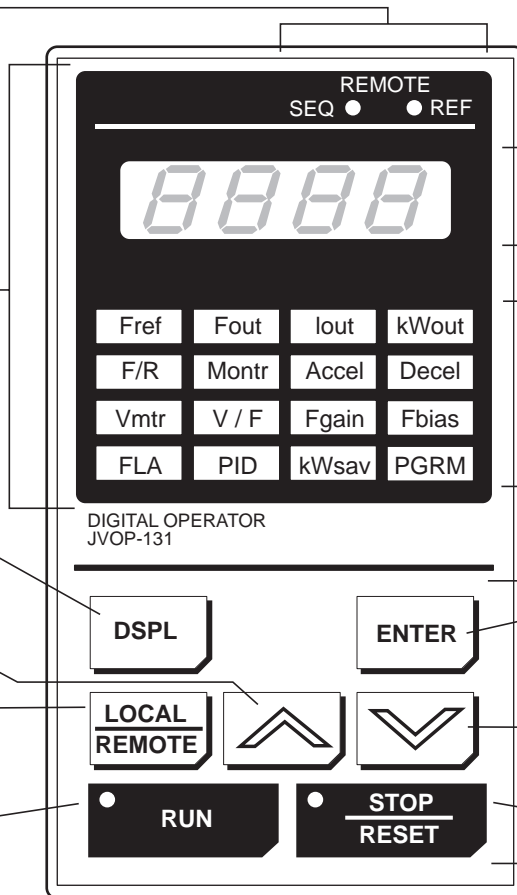 REMOTE
SEQ REF
8888
Fref Fout Iout kWout
F/R Montr Accel Decel
Vmtr V / F Fgain Fbias
FLA PID kWsav PGRM
DIGITAL OPERATOR
JVOP-131
DSPL ENTER
LOCAL
REMOTE
RUN STOP
RESET